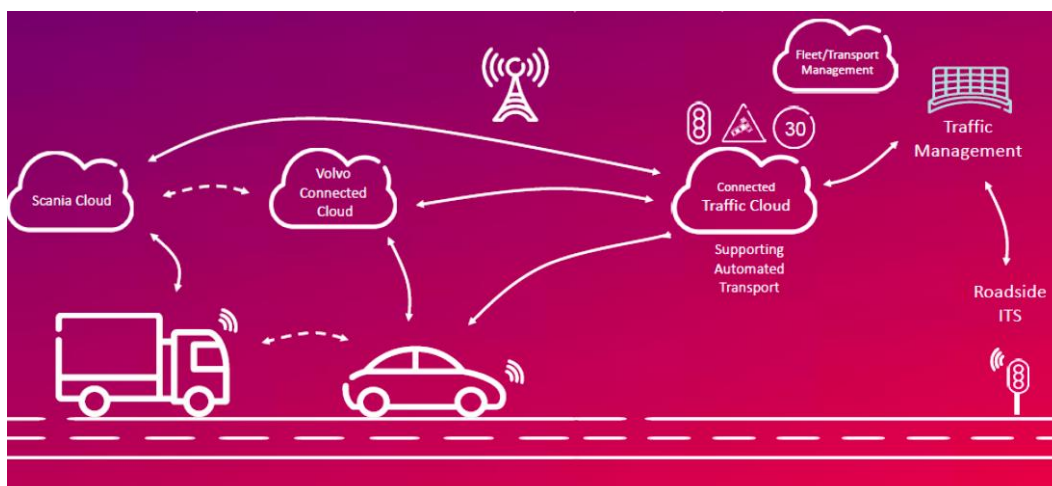 Fleet/Transport
Management
30
Traffic
Management
Scania Cloud
Volvo
Connected
Cloud
Connected
Traffic Cloud
Supporting
Automated
Transport
Roadside
ITS